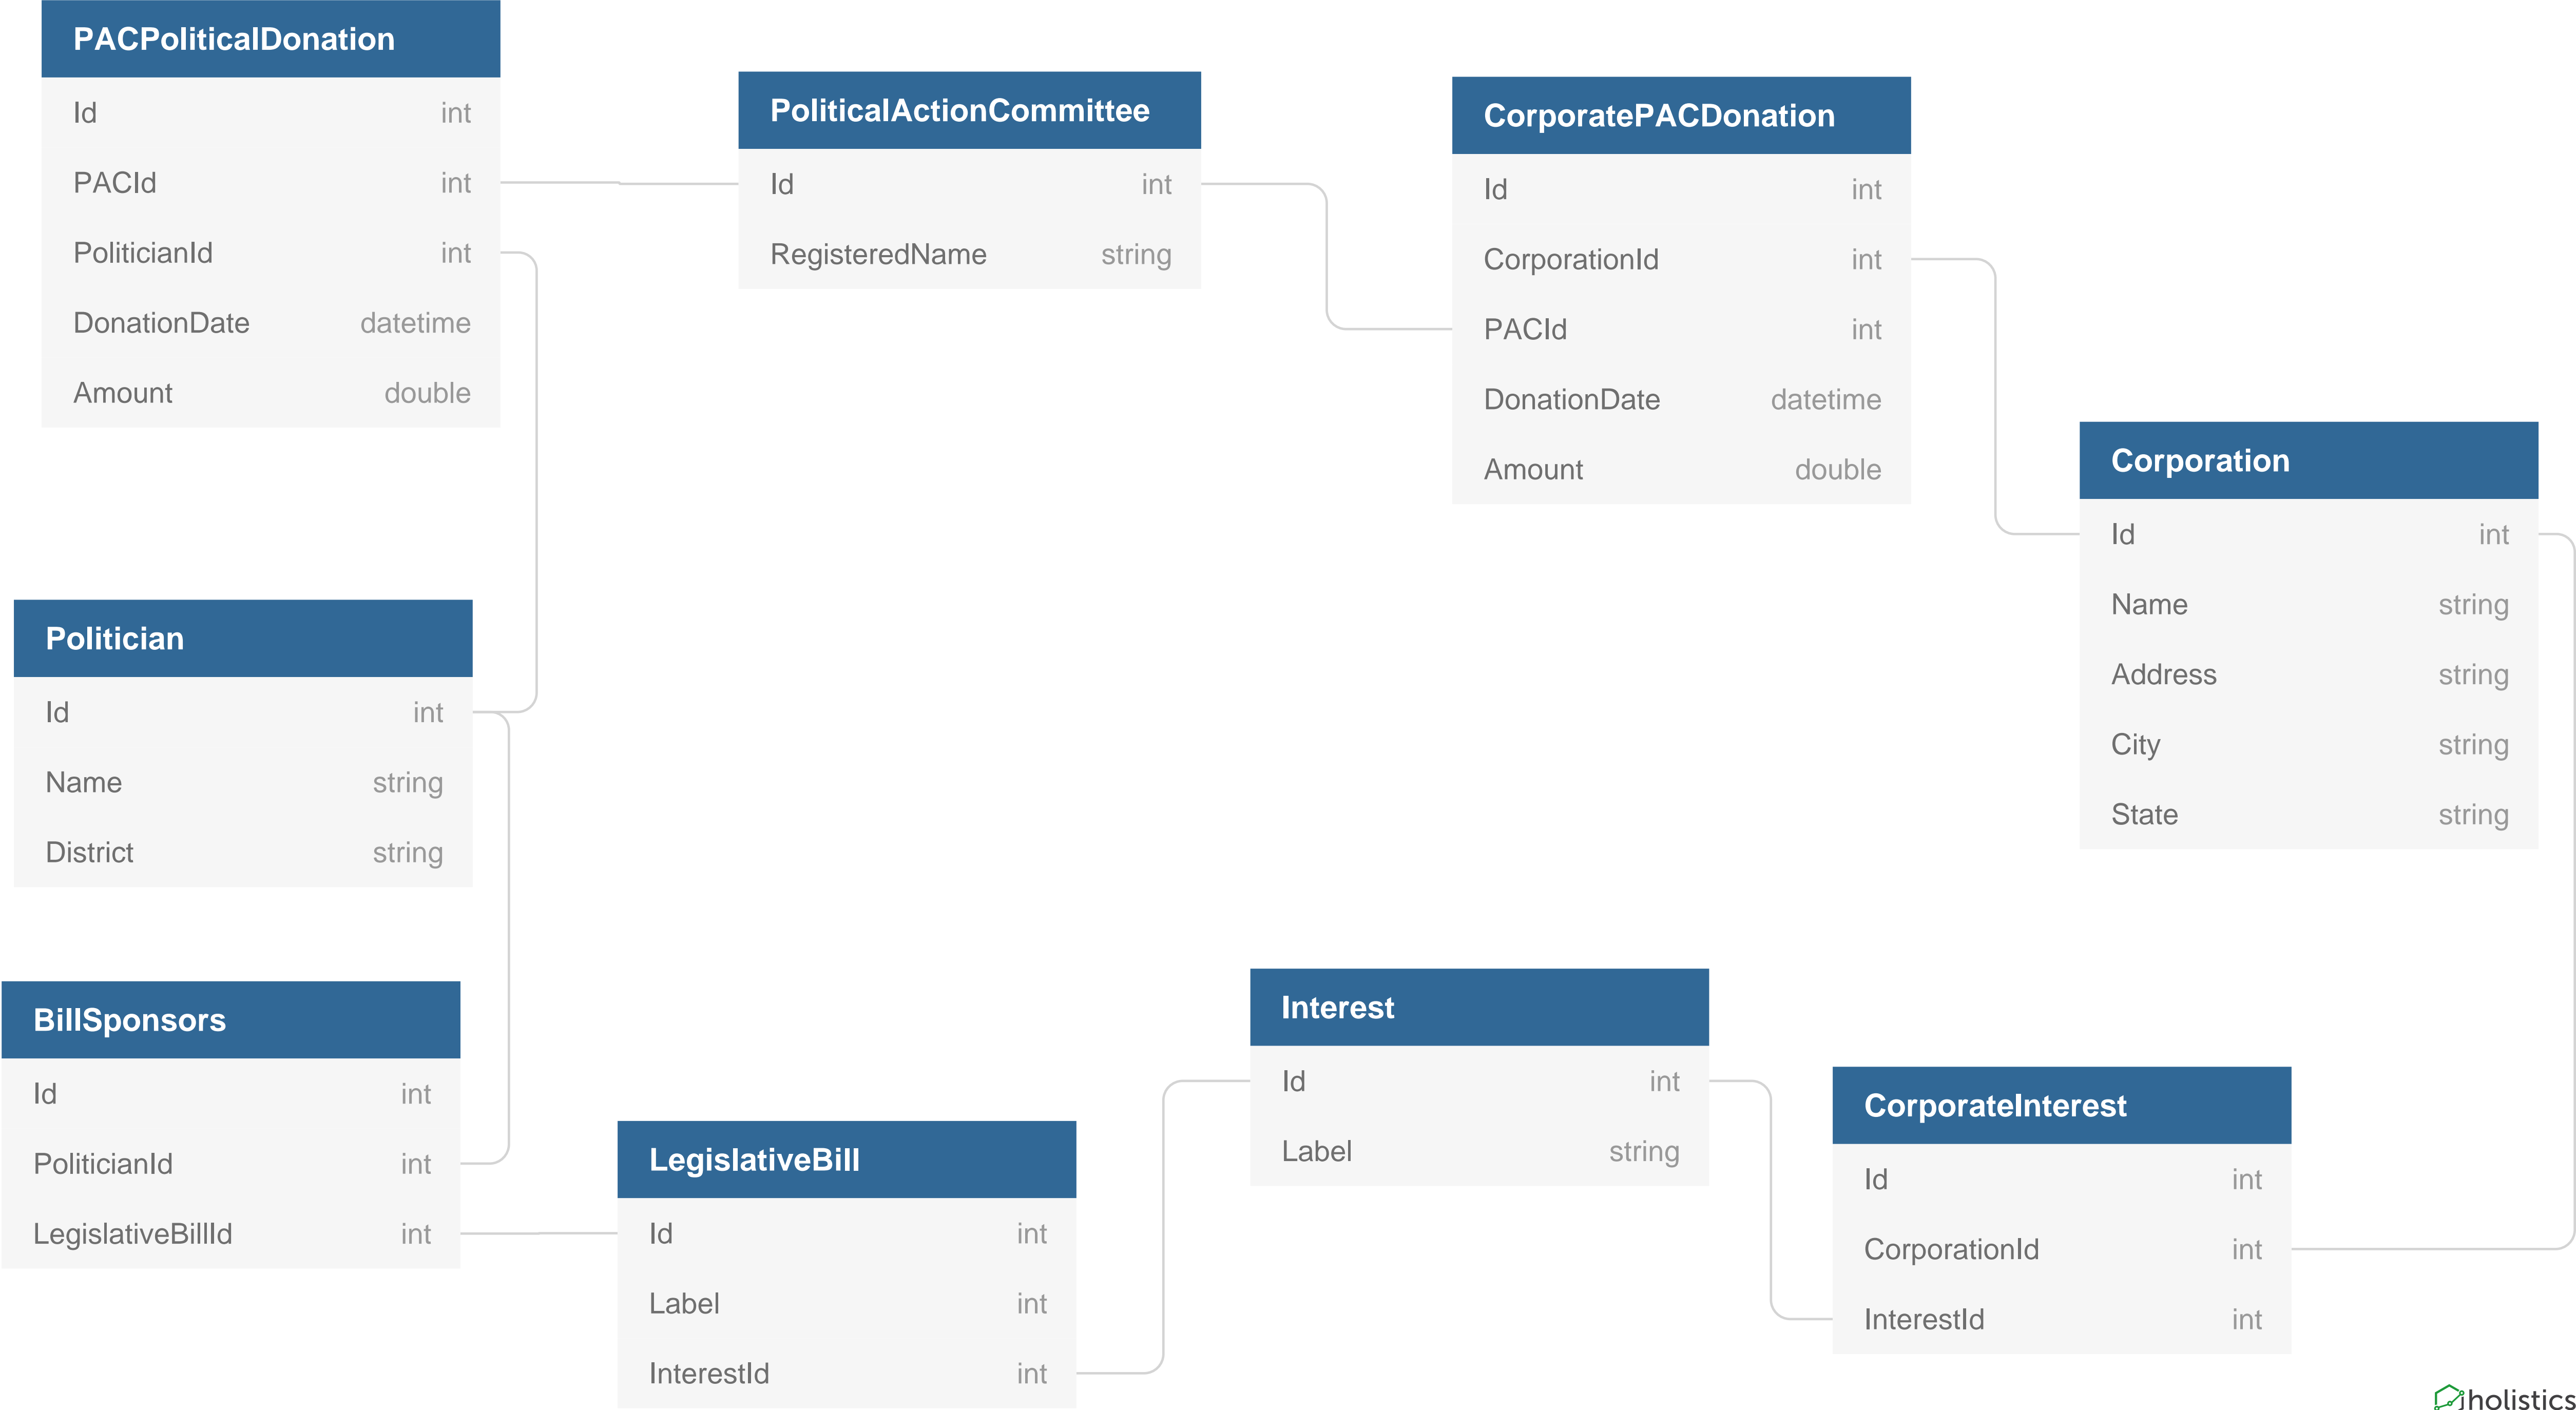 PACPoliticalDonation
Id int
PACId int
PoliticianId int
DonationDate datetime
Amount double
PoliticalActionCommittee
Id int
RegisteredName string
CorporatePACDonation
Id int
CorporationId int
PACId int
DonationDate datetime
Amount double
Corporation
Id int
Name string
Address string
City string
State string
Politician
Id int
Name string
District string
BillSponsors
Id int
PoliticianId int
LegislativeBillId int
LegislativeBill
Id int
Label int
InterestId int
Interest
Id int
Label string
CorporateInterest
Id int
CorporationId int
InterestId int
holistics